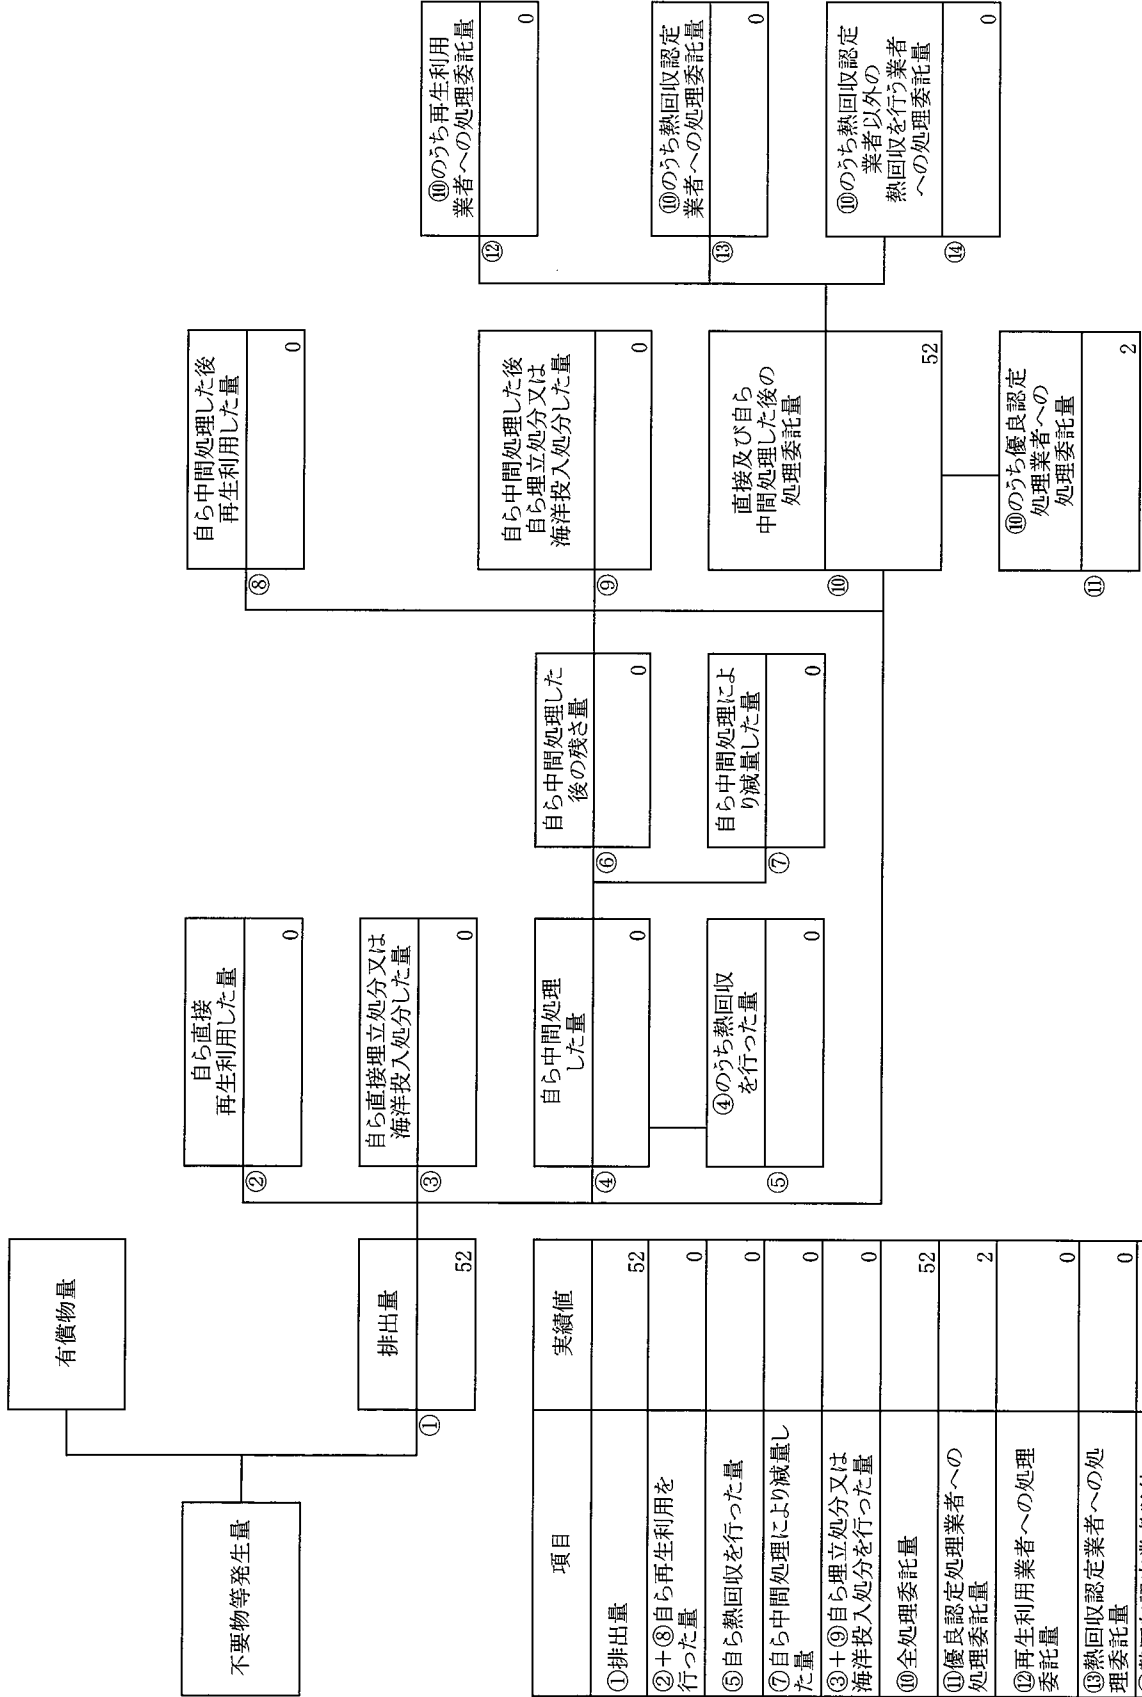 不要物等発生量
有償物量
①
排出量
52
②
自ら直接
再生利用した量
0
③
自ら直接埋立処分又は
海洋投入処分した量
0
④
自ら中間処理
した量
0
⑤
④のうち熱回収
を行った量
0
⑥
自ら中間処理した
後の残さ量
0
⑦
自ら中間処理によ
り減量した量
0
⑧
自ら中間処理した後
再生利用した量
0
⑨
自ら中間処理した後
自ら埋立処分又は
海洋投入処分した量
0
⑩
直接及び自ら
中間処理した後の
処理委託量
52
⑪
⑩のうち優良認定
処理業者への
処理委託量
2
⑫
⑩のうち再生利用
業者への処理委託量
0
⑬
⑩のうち熱回収認定
業者への処理委託量
0
⑭
⑩のうち熱回収認定
業者以外の
熱回収を行う業者
への処理委託量
0
項目 実績値
①排出量 52
②+⑧自ら再生利用を
行った量 0
⑤自ら熱回収を行った量 0
⑦自ら中間処理により減量し
た量 0
③+⑨自ら埋立処分又は
海洋投入処分を行った量 0
⑩全処理委託量 52
⑪優良認定処理業者への
処理委託量 2
⑫再生利用業者への処理
委託量 0
⑬熱回収認定業者への処
理委託量 0